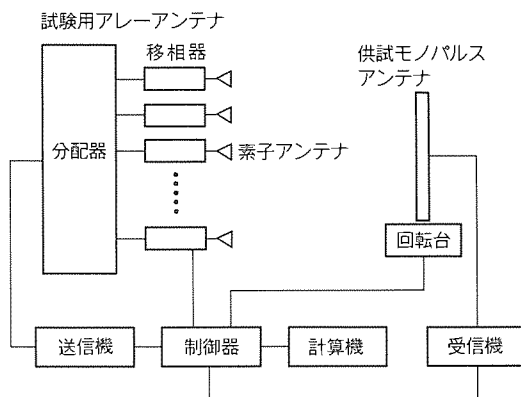 試験用アレーアンテナ
移相器
供試モノパルス
アンテナ
分配器
素子アンテナ
回転台
送信機
制御器
計算機
受信機